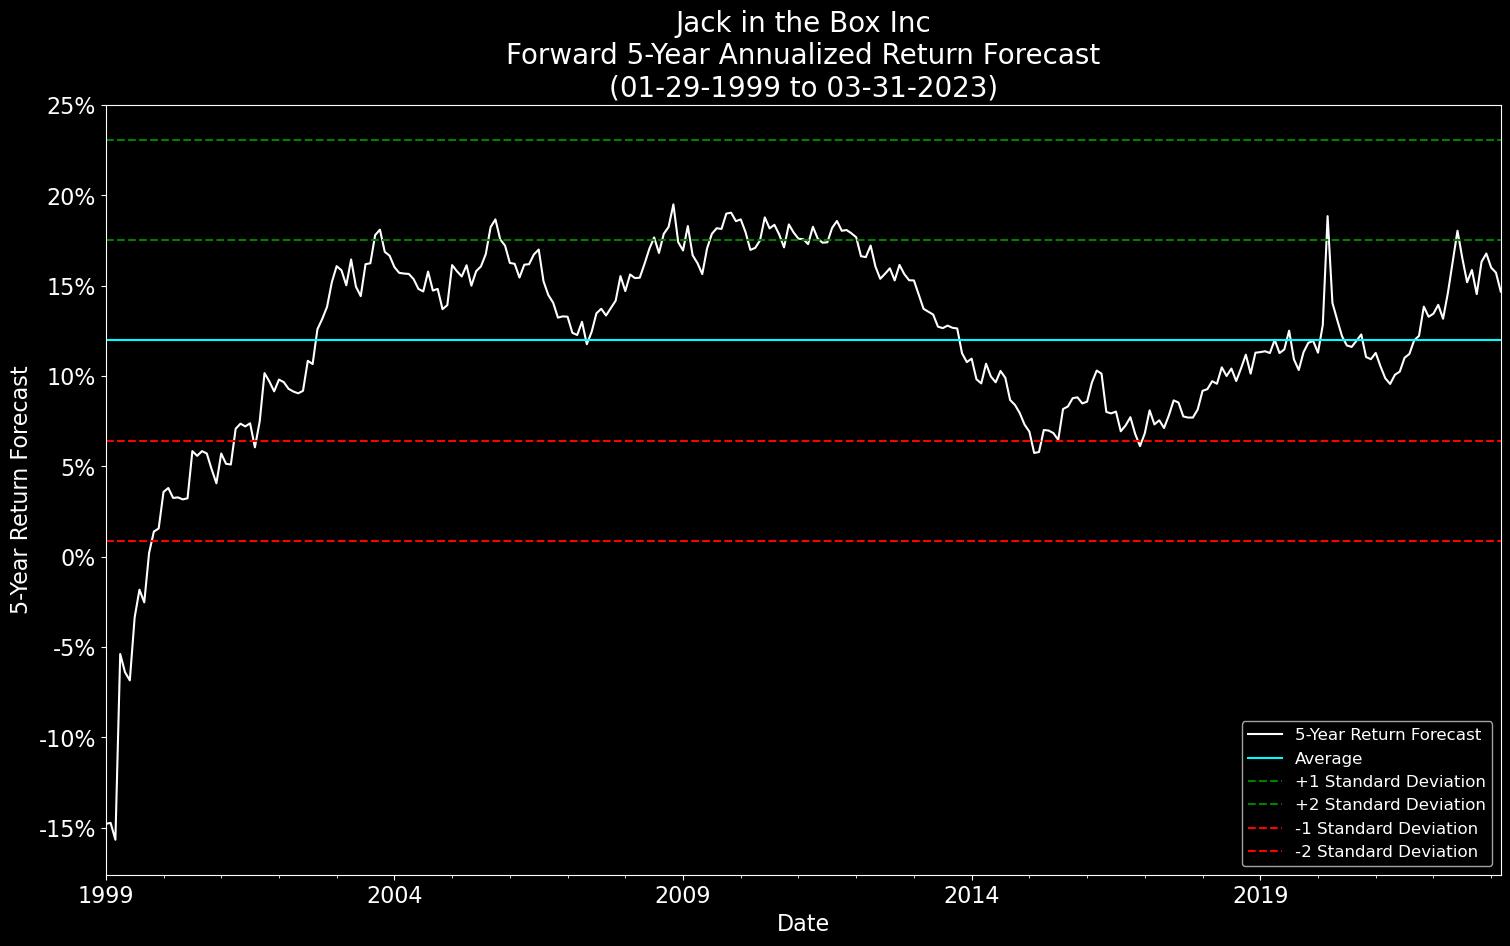 Jack in the Box Inc
Forward 5-Year Annualized Return Forecast
(01-29-1999 to 03-31-2023)
25%
20%
15%
10%
5%
0%
-5%
-10%
-15%
5-Year Return Forecast
1999
2004
2009
2014
2019
Date
5-Year Return Forecast
Average
+1 Standard Deviation
+2 Standard Deviation
-1 Standard Deviation
-2 Standard Deviation